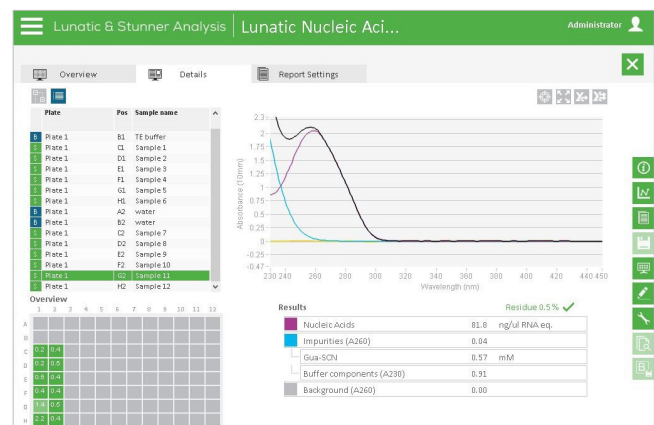 Lunatic & Stunner Analysis Lunatic Nucleic Aci... Administrator
Overview Details Report Settings
Plate Pos Sample name
B Plate 1 B1 TE buffer
S Plate 1 C1 Sample 1
S Plate 1 D1 Sample 2
S Plate 1 E1 Sample 3
S Plate 1 F1 Sample 4
S Plate 1 G1 Sample 5
S Plate 1 H1 Sample 6
B Plate 1 A2 water
B Plate 1 B2 water
S Plate 1 C2 Sample 7
S Plate 1 D2 Sample 8
S Plate 1 E2 Sample 9
S Plate 1 F2 Sample 10
S Plate 1 G2 Sample 11
S Plate 1 H2 Sample 12
Overview
1 2 3 4 5 6 7 8 9 10 11 12
A
B
C 0.2 0.4
D 0.2 0.5
E 0.6 0.4
F 0.4 0.4
G 1.4 0.5
H 2.2 0.4
Absorbance (10mm)
2.3
2
1.75
1.5
1.25
1
0.75
0.5
0.25
0
-0.25
-0.47
230 240 260 280 300 320 340 360 380 400 420 440 450
Wavelength (nm)
Results Residue 0.5%
Nucleic Acids 81.8 ng/ul RNA eq.
Impurities (A260) 0.04
Gua-SCN 0.57 mM
Buffer components (A230) 0.91
Background (A260) 0.00